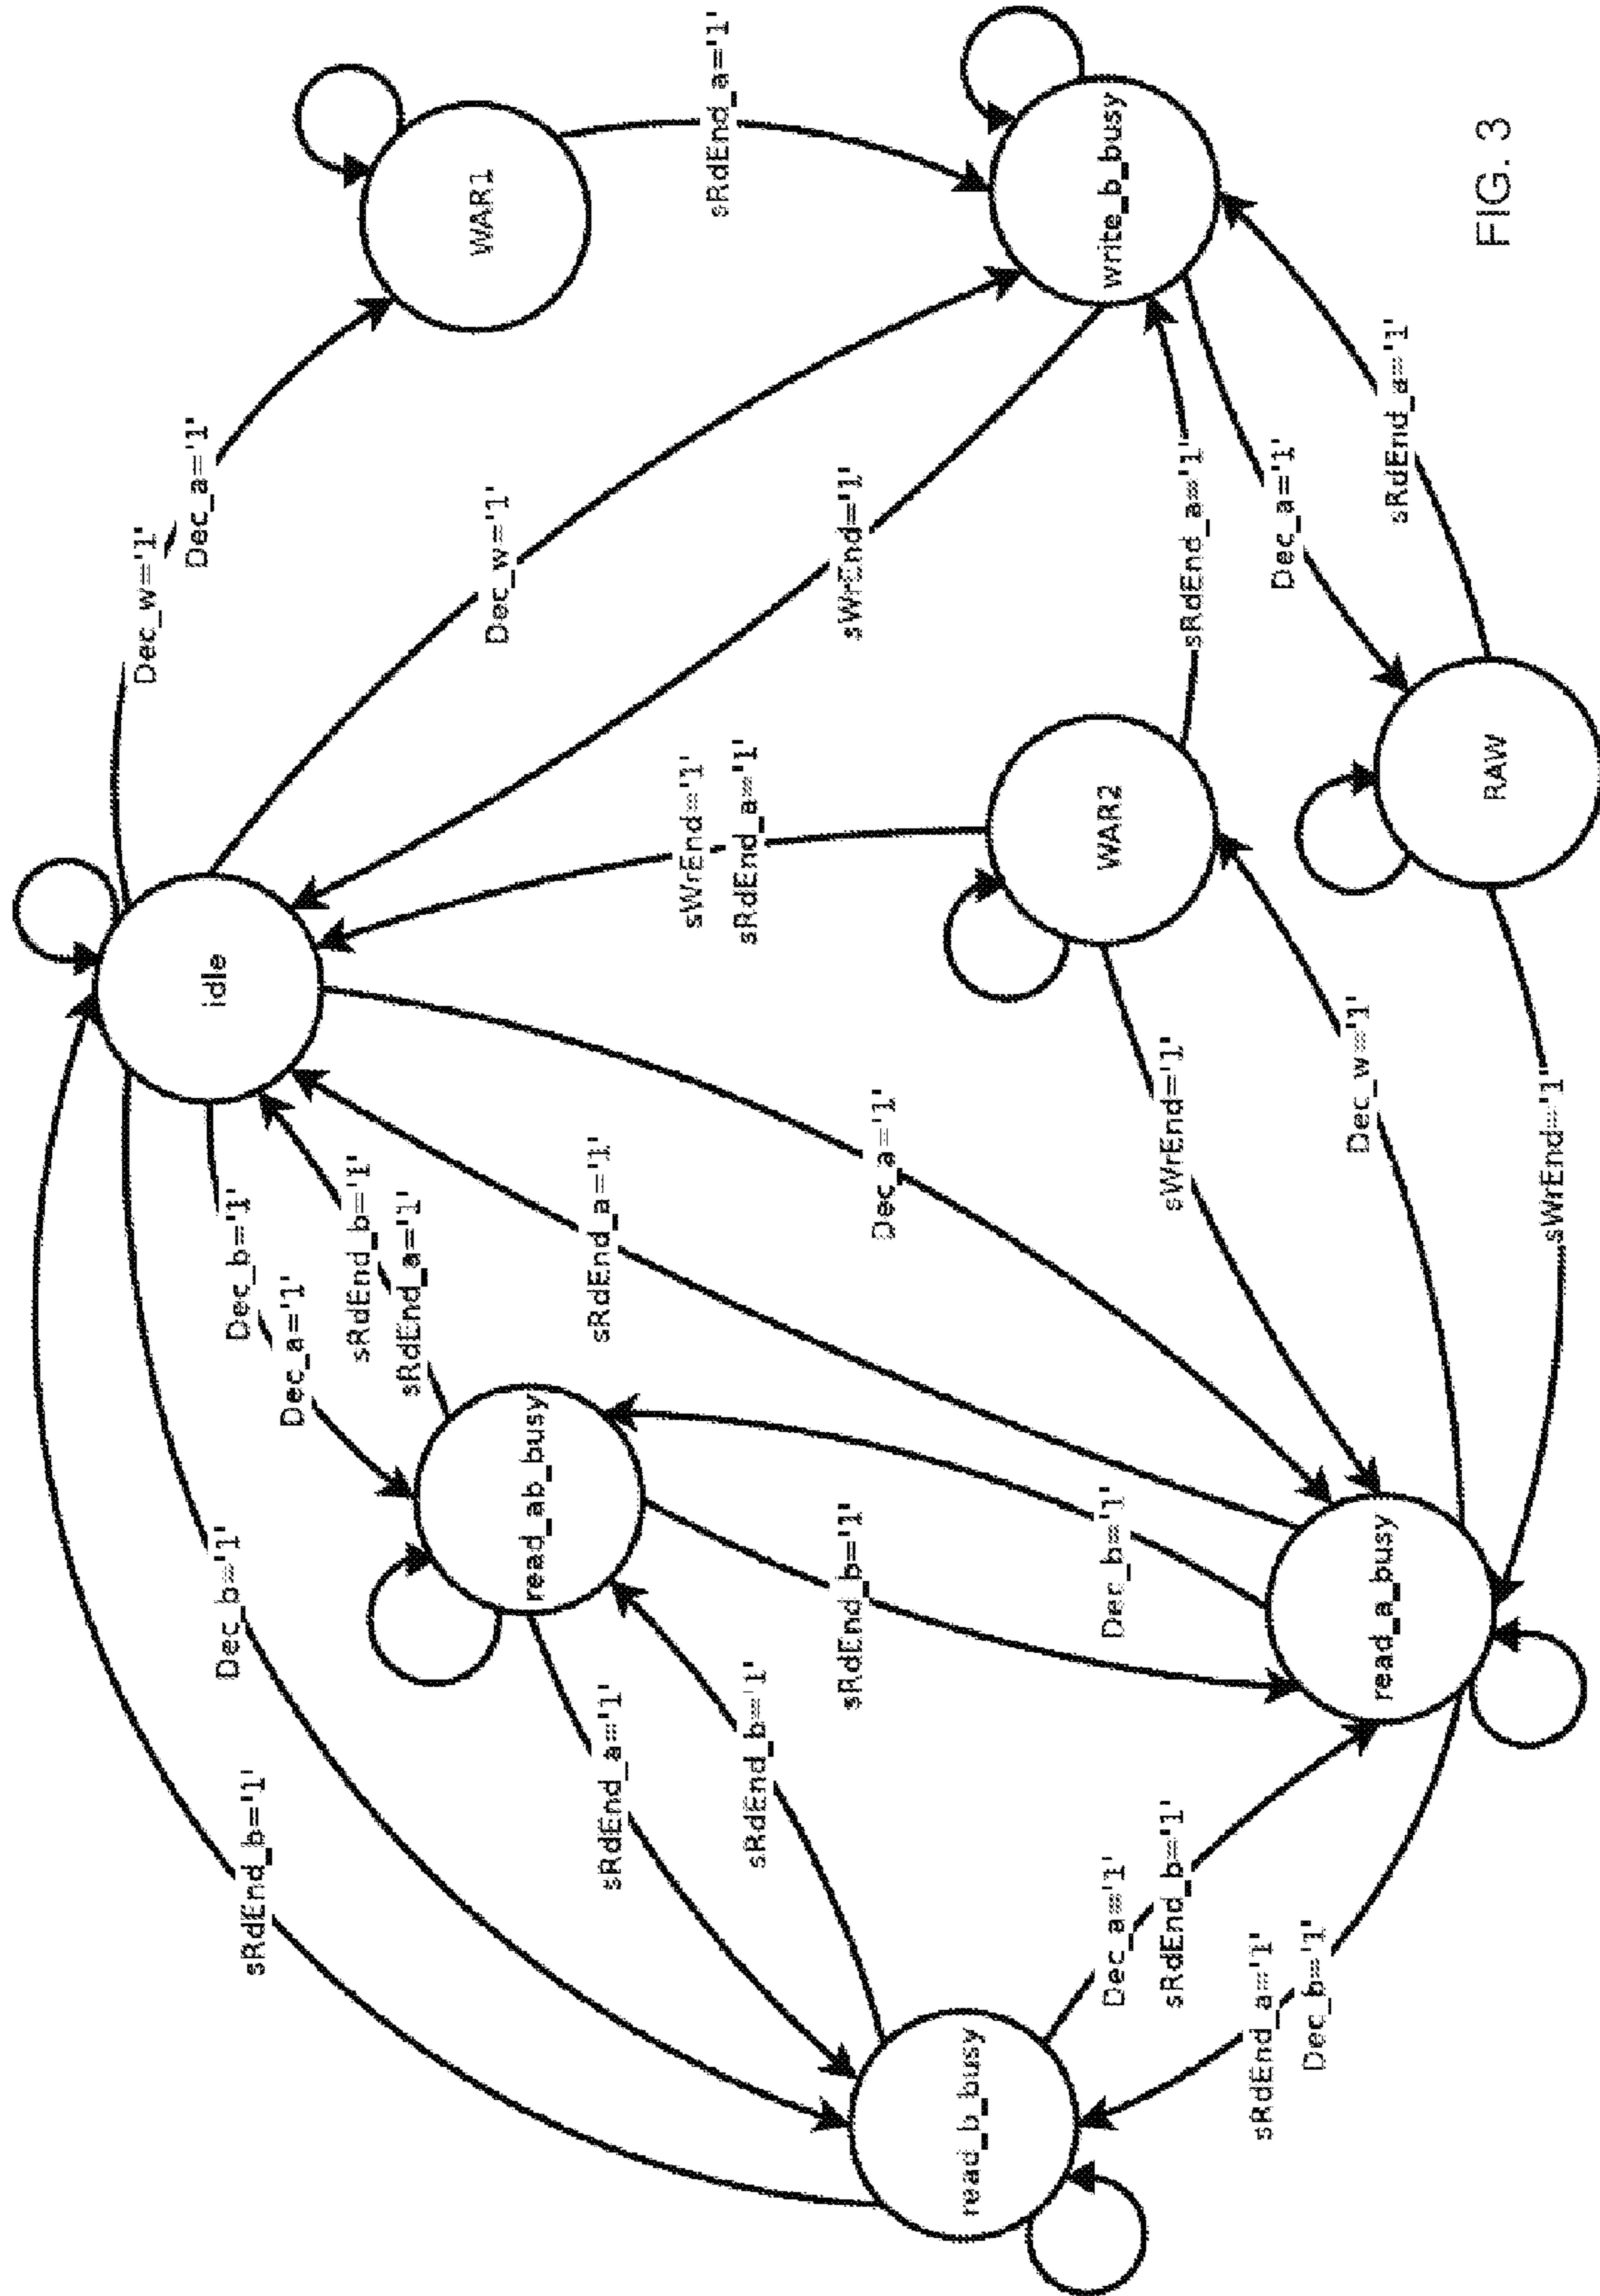 Dec_w='1'
Dec_a='1'
idle
Dec_b='1'
Dec_b='1'
sRdEnd_b='1'
Dec_a='1'
sRdEnd_b='1'
sRdEnd_a='1'
WAR1
Dec_w='1'
read_ab_busy
sRdEnd_a='1'
sRdEnd_a='1'
sWrEnd='1'
sRdEnd_a='1'
sRdEnd_a='1'
sRdEnd_b='1'
sRdEnd_b='1'
sWrEnd='1'
Dec_a='1'
read_b_busy
Dec_a='1'
Dec_b='1'
WAR2
write_b_busy
sRdEnd_b='1'
sWrEnd='1'
sRdEnd_a='1'
sRdEnd_a='1'
Dec_b='1'
Dec_a='1'
Dec_w='1'
read_a_busy
sRdEnd_a='1'
RAW
FIG. 3
sWrEnd='1'